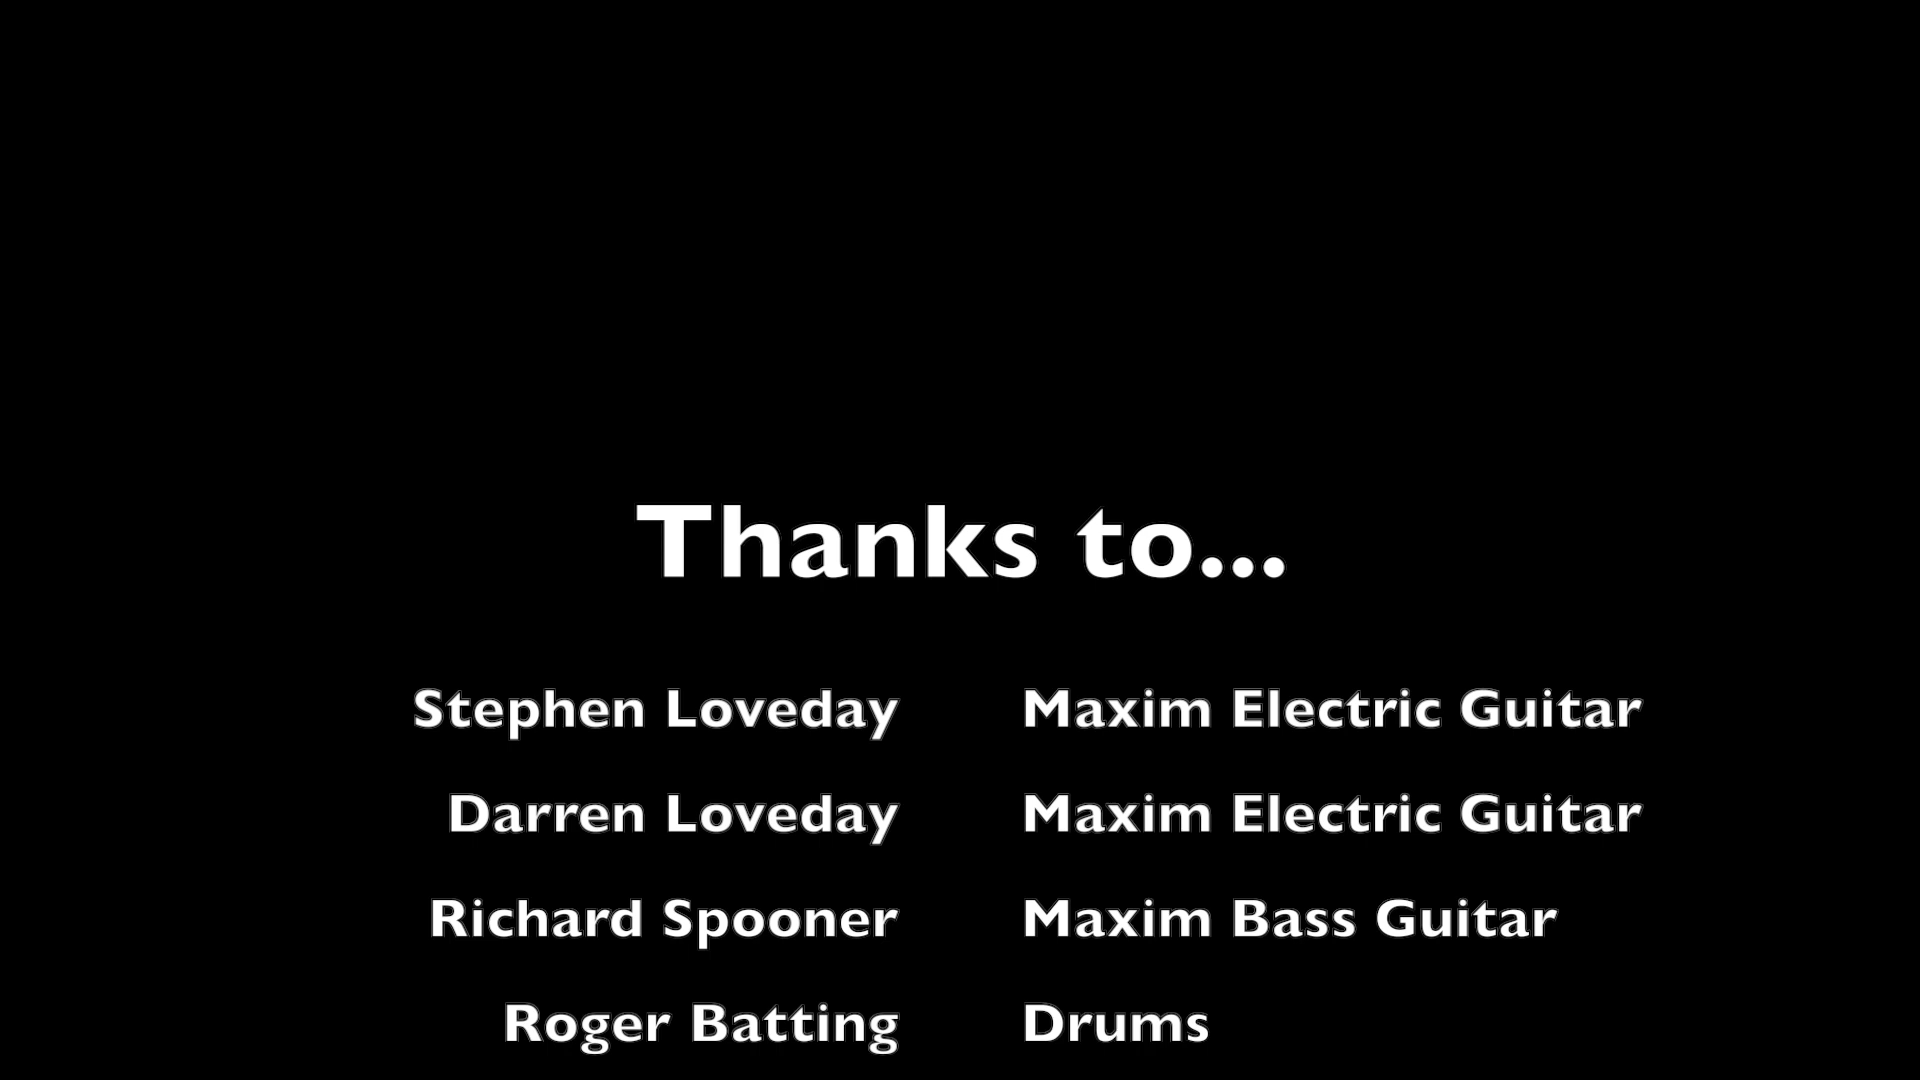 Thanks to...
Stephen Loveday Maxim Electric Guitar
Darren Loveday Maxim Electric Guitar
Richard Spooner Maxim Bass Guitar
Roger Batting Drums